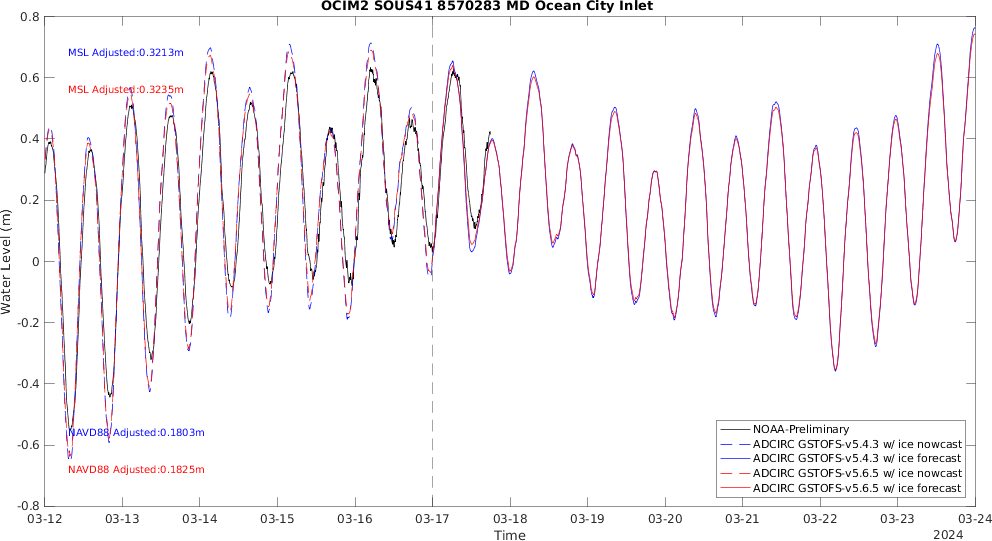 OCIM2 SOUS41 8570283 MD Ocean City Inlet
0.8
0.6
0.4
0.2
0
-0.2
-0.4
-0.6
-0.8
Water Level (m)
MSL Adjusted:0.3213m
MSL Adjusted:0.3235m
NAVD88 Adjusted:0.1803m
NAVD88 Adjusted:0.1825m
NOAA-Preliminary
ADCIRC GSTOFS-v5.4.3 w/ ice nowcast
ADCIRC GSTOFS-v5.4.3 w/ ice forecast
ADCIRC GSTOFS-v5.6.5 w/ ice nowcast
ADCIRC GSTOFS-v5.6.5 w/ ice forecast
03-12 03-13 03-14 03-15 03-16 03-17 03-18 03-19 03-20 03-21 03-22 03-23 03-24
Time
2024